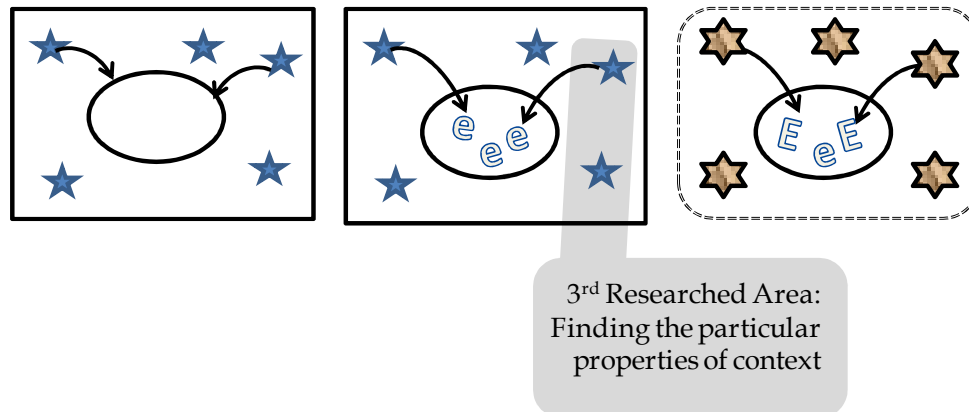 e e e
E e E
3rd Researched Area:
Finding the particular
properties of context